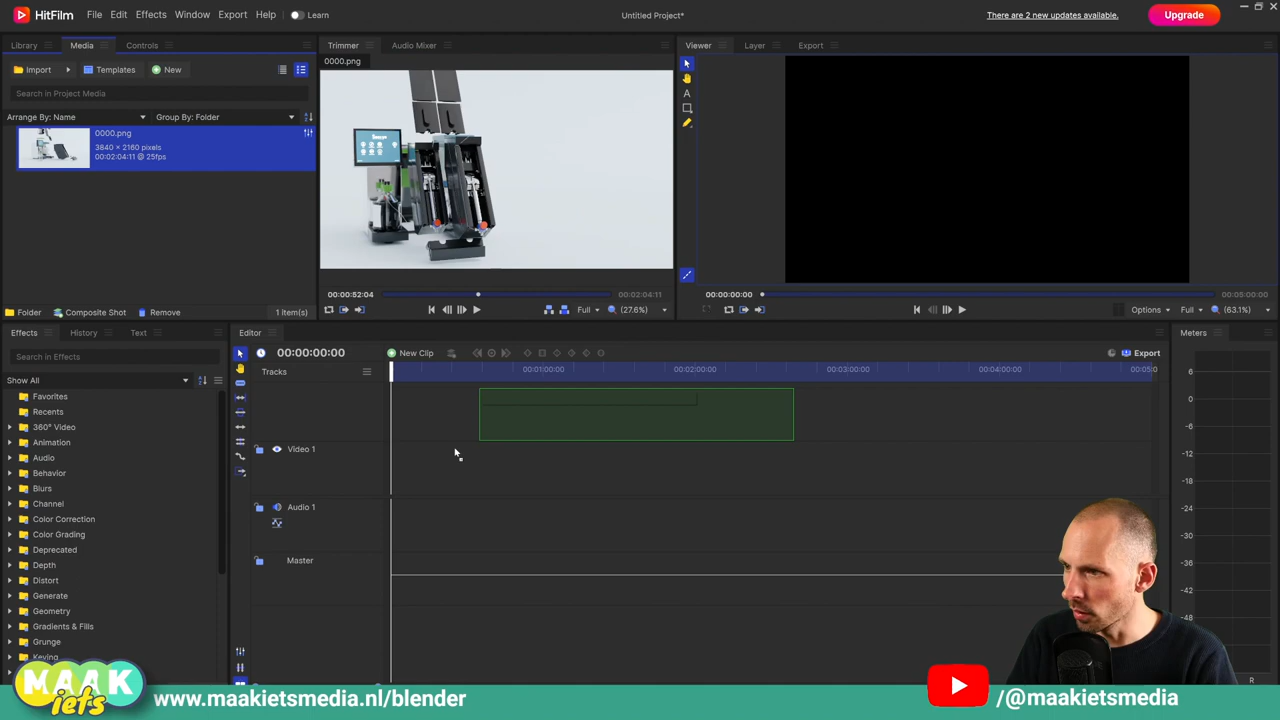 HitFilm File Edit Effects Window Export Help Learn Untitled Project* There are 2 new updates available. Upgrade
Library Media Controls Trimmer Audio Mixer Viewer Layer Export
0000.png
Import Templates New
Search in Project Media
Arrange By: Name Group By: Folder
0000.png
3840 × 2160 pixels
00:02:04:11 @ 25fps
A
00:00:52:04 00:02:04:11 Full (27.6%) 00:00:00:00 00:05:00:00 Options Full (63.1%)
Folder Composite Shot Remove 1 item(s)
Effects History Text Editor Meters
Search in Effects
00:00:00:00 New Clip Export
Show All
Tracks 00:01:00:00 00:02:00:00 00:03:00:00 00:04:00:00 00:05:0
Favorites
Recents
360° Video
Animation
Audio
Behavior
Blurs
Channel
Color Correction
Color Grading
Deprecated
Depth
Distort
Generate
Geometry
Gradients & Fills
Grunge
Keying
Video 1
Audio 1
Master
6
0
-6
-12
-18
-24
-30
-36
-42
-48
R
MAAK
iets
www.maakietsmedia.nl/blender
/@maakietsmedia